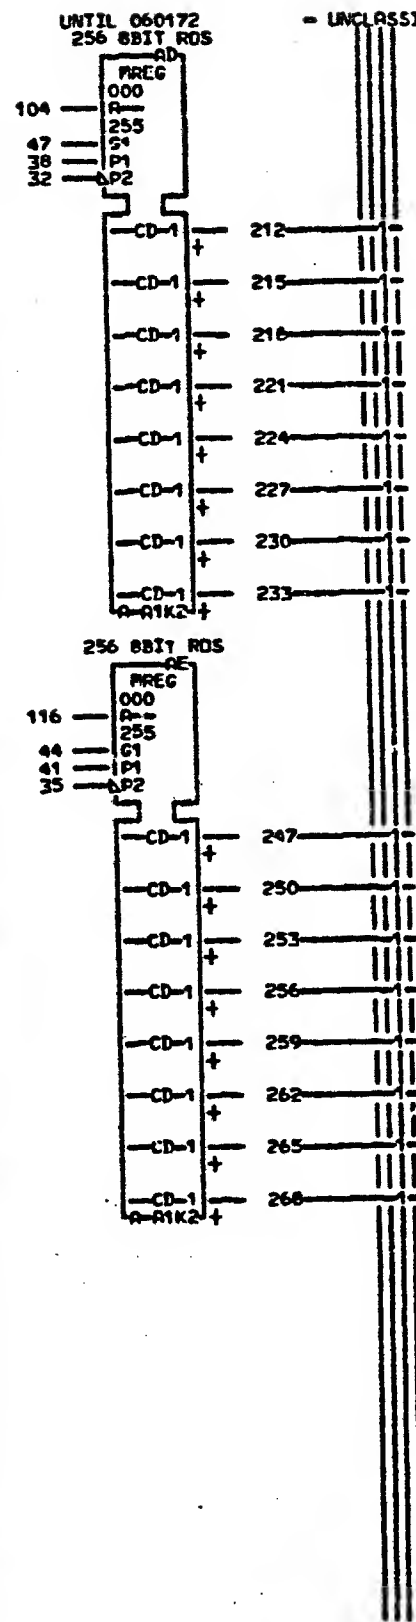 UNTIL 060172
- UNCLASSI
256 8BIT ROS
AD
MREG
000
104 A--
255
47 G1
38 P1
32 P2
CD-1 + 212
CD-1 + 215
CD-1 + 218
CD-1 + 221
CD-1 + 224
CD-1 + 227
CD-1 + 230
CD-1 + 233
A-A1K2 +
256 8BIT ROS
AE
MREG
000
116 A--
255
44 G1
41 P1
35 P2
CD-1 + 247
CD-1 + 250
CD-1 + 253
CD-1 + 256
CD-1 + 259
CD-1 + 262
CD-1 + 265
CD-1 + 268
A-A1K2 +